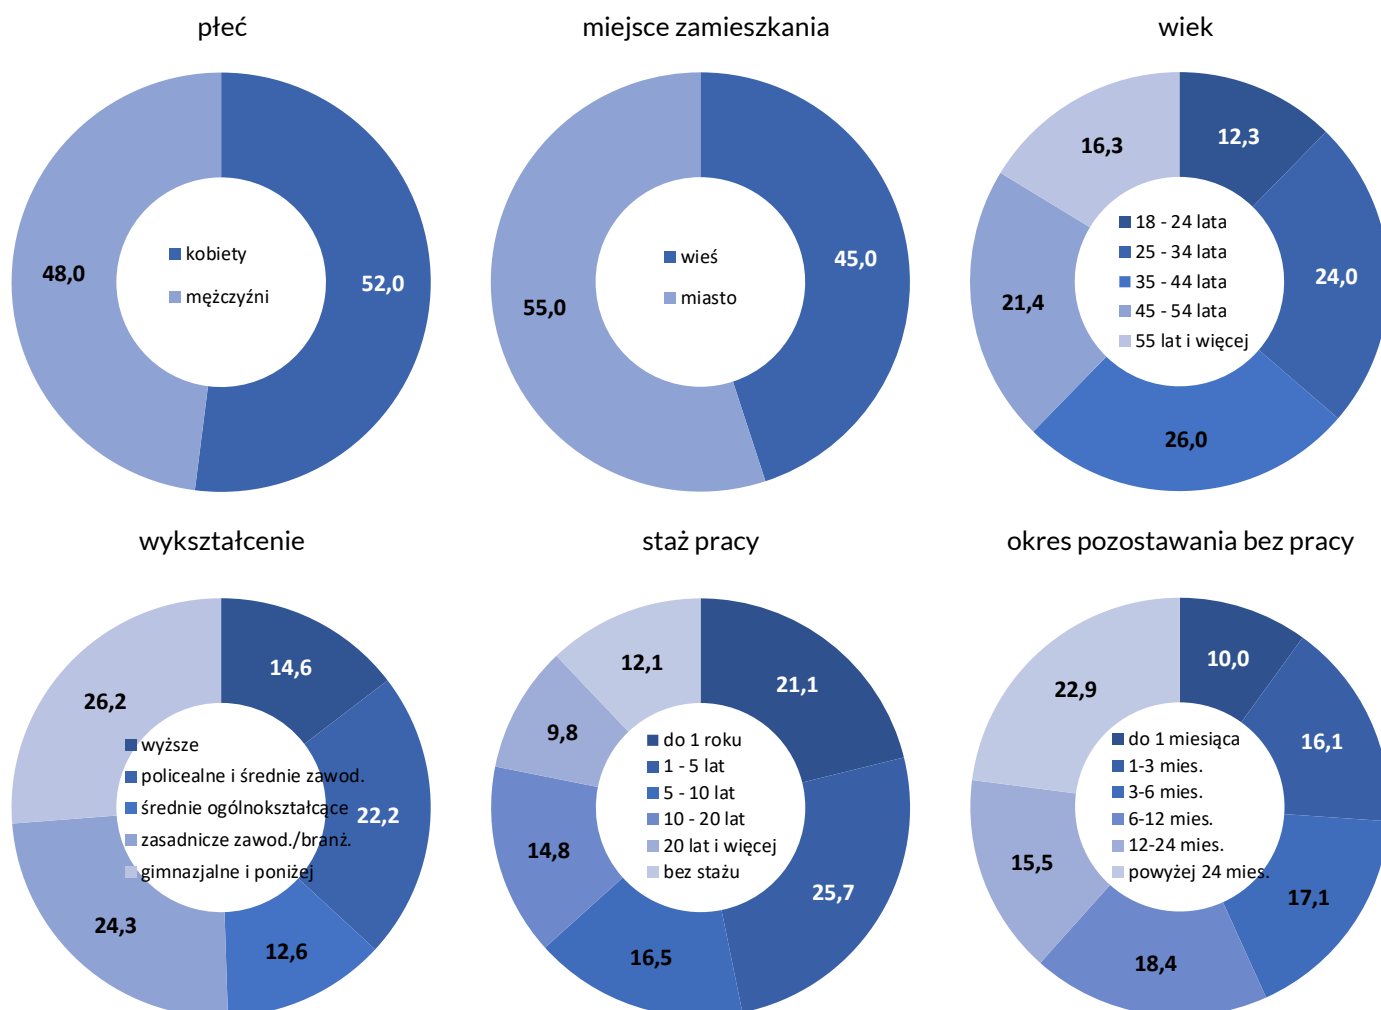 płeć
48,0
52,0
kobiety
mężczyźni
miejsce zamieszkania
55,0
45,0
wieś
miasto
wiek
16,3
12,3
24,0
21,4
26,0
18 - 24 lata
25 - 34 lata
35 - 44 lata
45 - 54 lata
55 lat i więcej
wykształcenie
14,6
26,2
22,2
24,3
12,6
wyższe
policealne i średnie zawod.
średnie ogólnokształcące
zasadnicze zawod./branż.
gimnazjalne i poniżej
staż pracy
12,1
21,1
9,8
14,8
25,7
16,5
do 1 roku
1 - 5 lat
5 - 10 lat
10 - 20 lat
20 lat i więcej
bez stażu
okres pozostawania bez pracy
10,0
22,9
16,1
15,5
17,1
18,4
do 1 miesiąca
1-3 mies.
3-6 mies.
6-12 mies.
12-24 mies.
powyżej 24 mies.